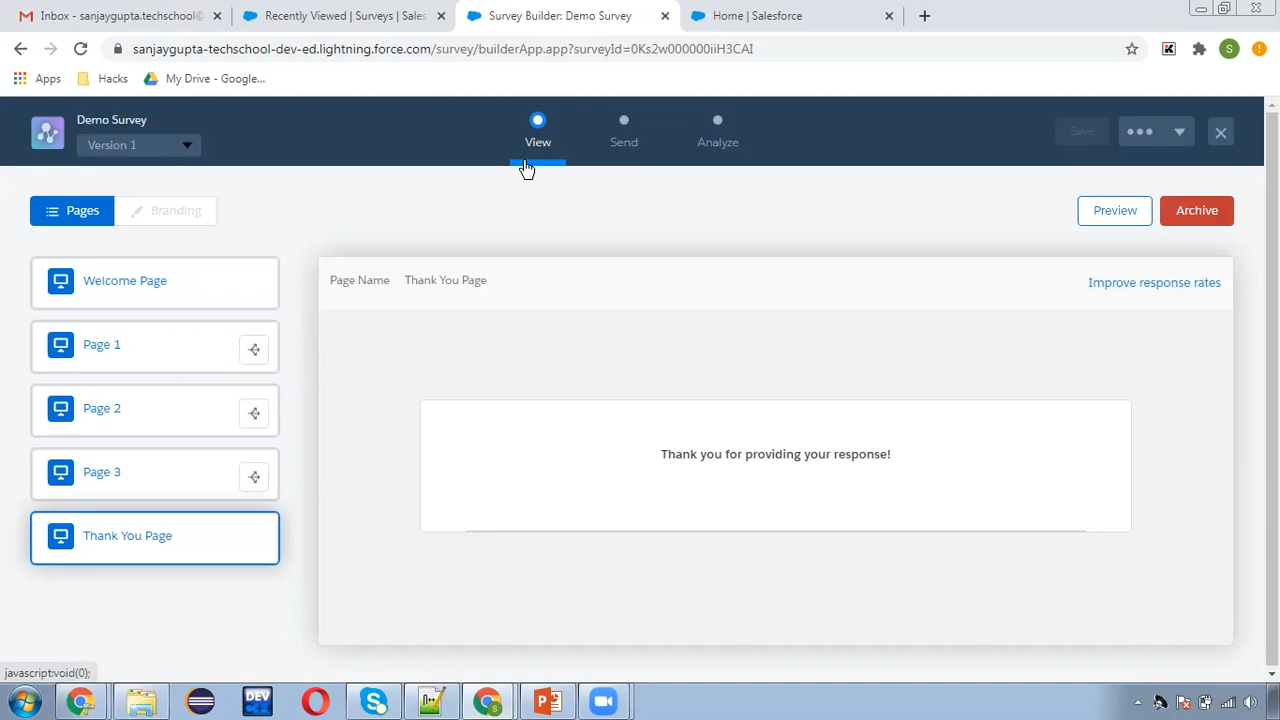 Inbox - sanjaygupta.techschool@
Recently Viewed | Surveys | Sales
Survey Builder: Demo Survey
Home | Salesforce
sanjaygupta-techschool-dev-ed.lightning.force.com/survey/builderApp.app?surveyId=0Ks2w000000iiH3CAI
S
Apps
Hacks
My Drive - Google...
Demo Survey
Version 1
View
Send
Analyze
Save
Pages
Branding
Preview
Archive
Welcome Page
Page 1
Page 2
Page 3
Thank You Page
Page Name Thank You Page
Improve response rates
Thank you for providing your response!
javascript:void(0);
DEV